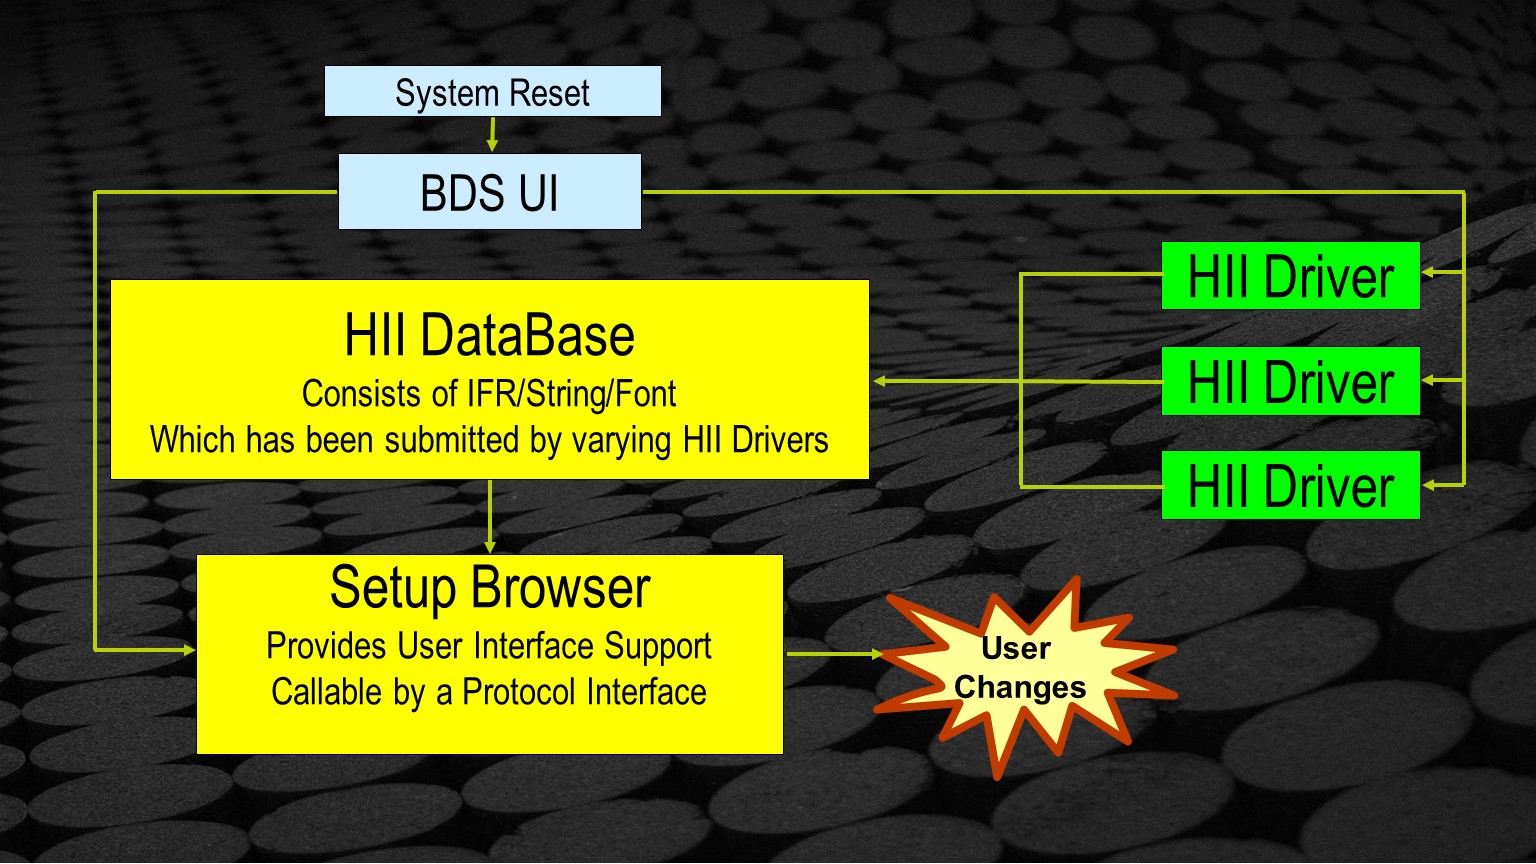 System Reset
BDS UI
HII DataBase
Consists of IFR/String/Font
Which has been submitted by varying HII Drivers
HII Driver
HII Driver
HII Driver
Setup Browser
Provides User Interface Support
Callable by a Protocol Interface
User
Changes